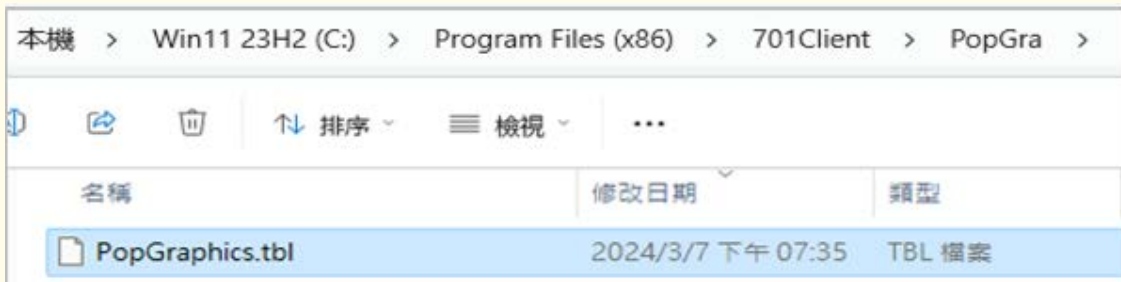 本機 > Win11 23H2 (C:) > Program Files (x86) > 701Client > PopGra >
排序 檢視 ...
名稱 修改日期 類型
PopGraphics.tbl 2024/3/7 下午 07:35 TBL 檔案